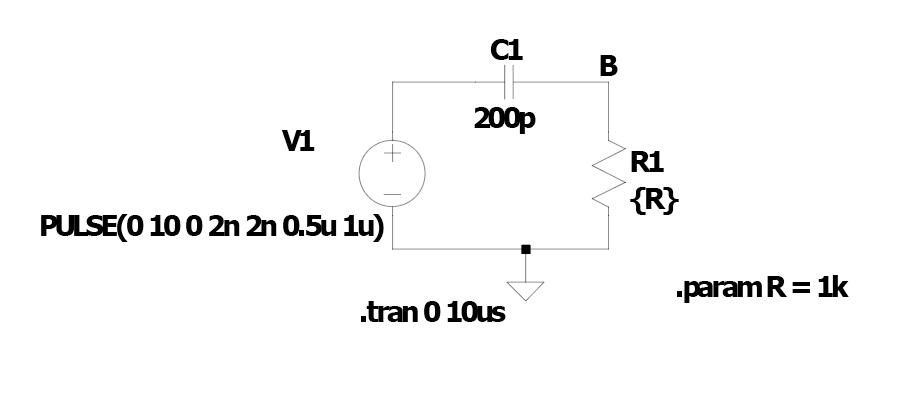 C1
B
200p
V1
R1
{R}
PULSE(0 10 0 2n 2n 0.5u 1u)
.param R = 1k
.tran 0 10us